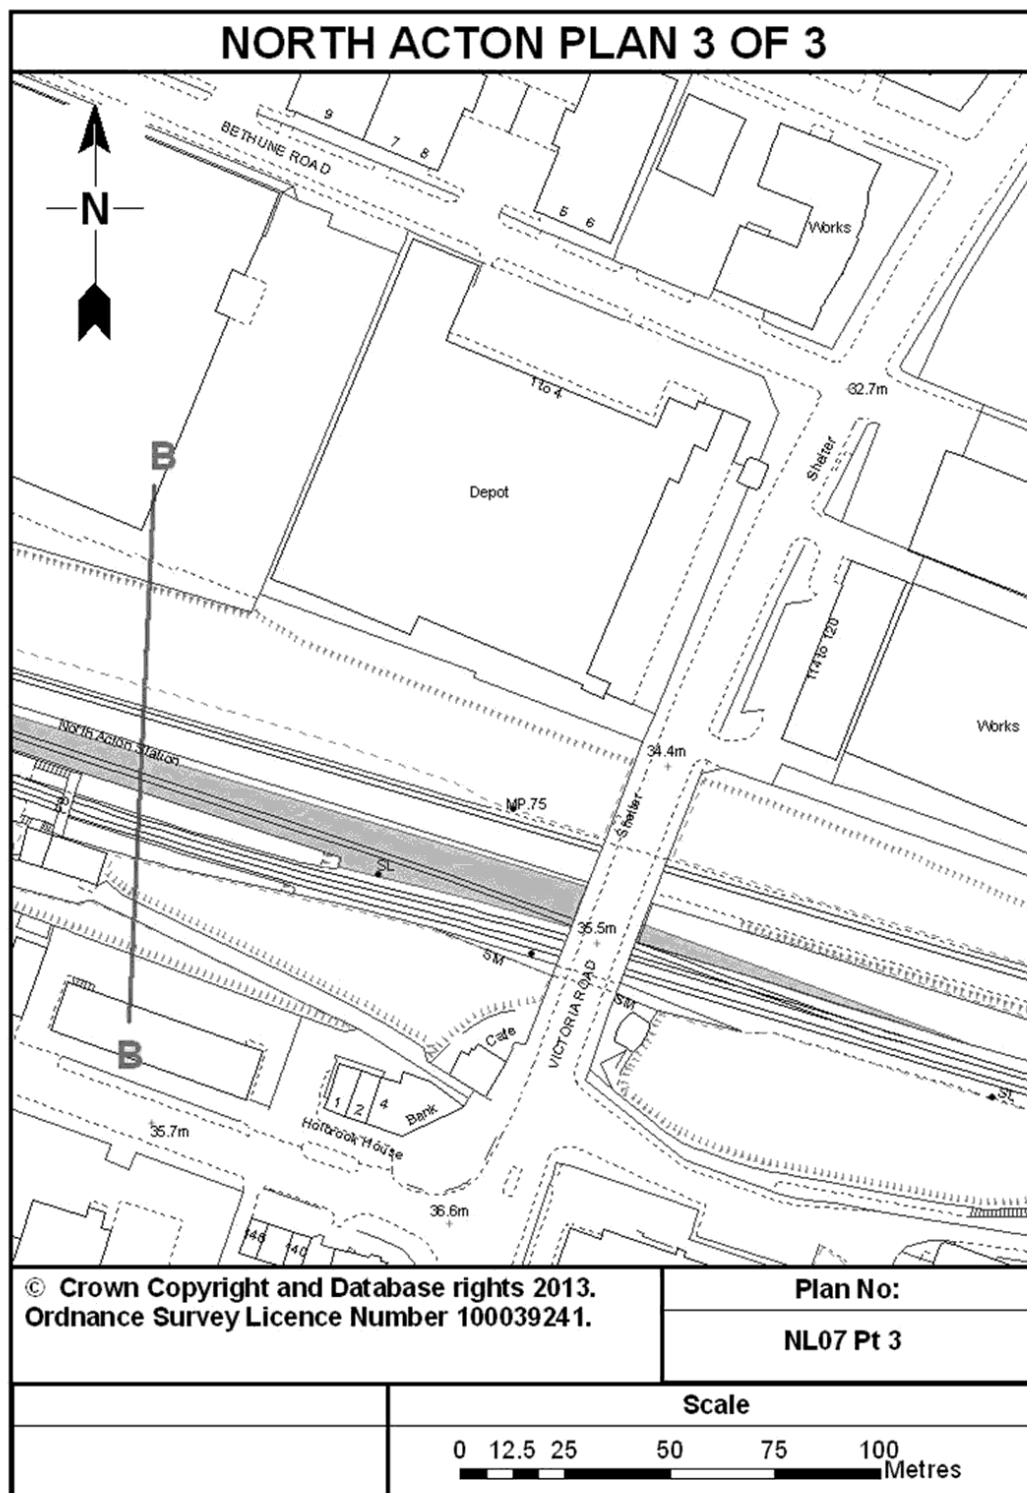 NORTH ACTON PLAN 3 OF 3
9
7
8
BETHUNE ROAD
5 6
Works
N
1 to 4
32.7m
Shelter
B
Depot
114 to 120
Works
North Acton Station
34.4m
MP.75
Shelter
SL
35.5m
SM
VICTORIA ROAD
SM
Cafe
B
SL
1
2
4
Bank
Holbrook House
35.7m
36.6m
148
140
© Crown Copyright and Database rights 2013.
Ordnance Survey Licence Number 100039241.
Plan No:
NL07 Pt 3
Scale
0 12.5 25 50 75 100
Metres